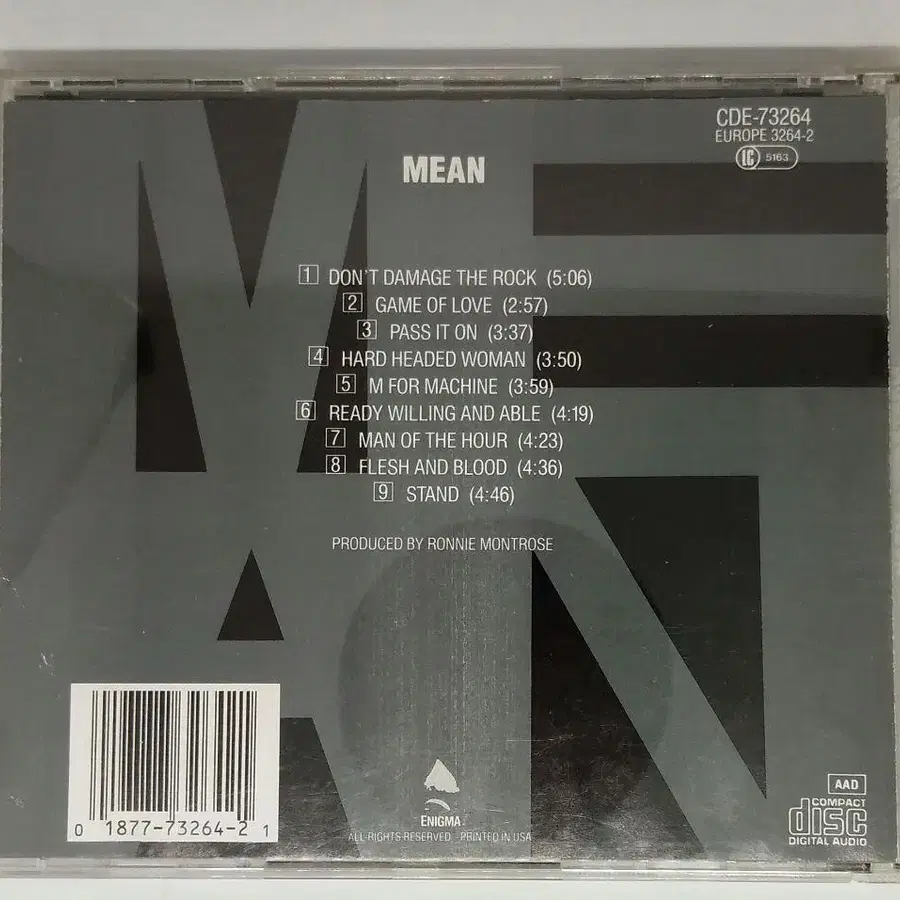 CDE-73264
EUROPE 3264-2
LC 5163
MEAN
1 DON'T DAMAGE THE ROCK (5:06)
2 GAME OF LOVE (2:57)
3 PASS IT ON (3:37)
4 HARD HEADED WOMAN (3:50)
5 M FOR MACHINE (3:59)
6 READY WILLING AND ABLE (4:19)
7 MAN OF THE HOUR (4:23)
8 FLESH AND BLOOD (4:36)
9 STAND (4:46)
PRODUCED BY RONNIE MONTROSE
ME
AN
0 1877-73264-2 1
ENIGMA
ALL RIGHTS RESERVED PRINTED IN USA
AAD
COMPACT
disc
DIGITAL AUDIO